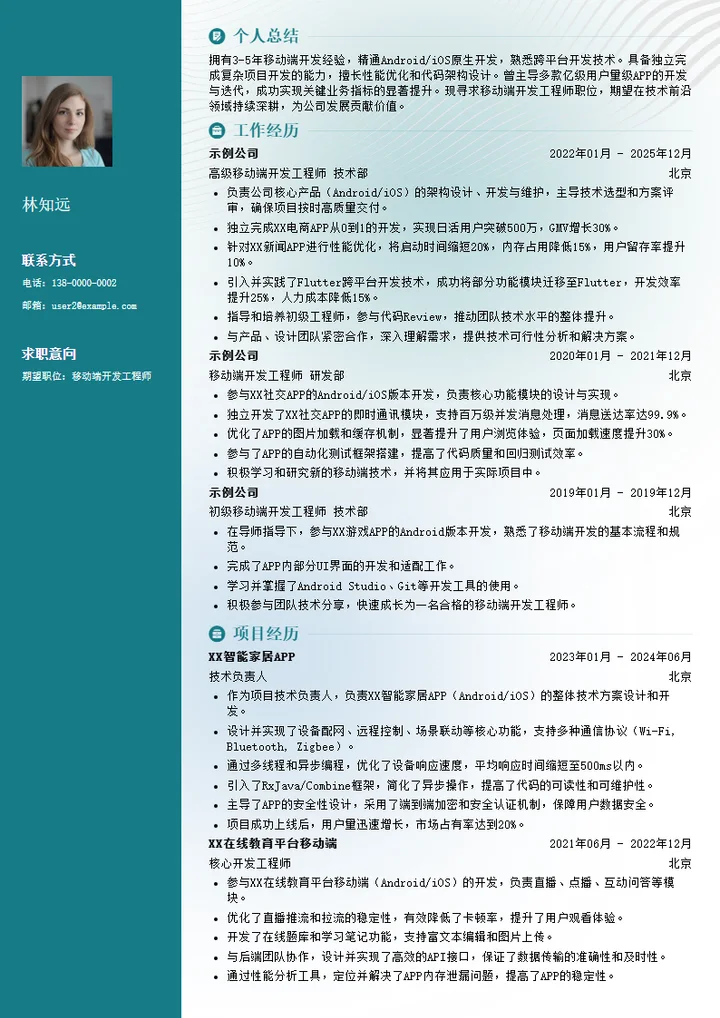 林知远
联系方式
电话：138-0000-0002
邮箱：user2@example.com
求职意向
期望职位：移动端开发工程师
个人总结
拥有3-5年移动端开发经验，精通Android/iOS原生开发，熟悉跨平台开发技术。具备独立完
成复杂项目开发的能力，擅长性能优化和代码架构设计。曾主导多款亿级用户量级APP的开发
与迭代，成功实现关键业务指标的显著提升。现寻求移动端开发工程师职位，期望在技术前沿
领域持续深耕，为公司发展贡献价值。
工作经历
示例公司 2022年01月 - 2025年12月
高级移动端开发工程师 技术部 北京
• 负责公司核心产品（Android/iOS）的架构设计、开发与维护，主导技术选型和方案评
审，确保项目按时高质量交付。
• 独立完成XX电商APP从0到1的开发，实现日活用户突破500万，GMV增长30%。
• 针对XX新闻APP进行性能优化，将启动时间缩短20%，内存占用降低15%，用户留存率提升
10%。
• 引入并实践了Flutter跨平台开发技术，成功将部分功能模块迁移至Flutter，开发效率
提升25%，人力成本降低15%。
• 指导和培养初级工程师，参与代码Review，推动团队技术水平的整体提升。
• 与产品、设计团队紧密合作，深入理解需求，提供技术可行性分析和解决方案。
示例公司 2020年01月 - 2021年12月
移动端开发工程师 研发部 北京
• 参与XX社交APP的Android/iOS版本开发，负责核心功能模块的设计与实现。
• 独立开发了XX社交APP的即时通讯模块，支持百万级并发消息处理，消息送达率达99.9%。
• 优化了APP的图片加载和缓存机制，显著提升了用户浏览体验，页面加载速度提升30%。
• 参与了APP的自动化测试框架搭建，提高了代码质量和回归测试效率。
• 积极学习和研究新的移动端技术，并将其应用于实际项目中。
示例公司 2019年01月 - 2019年12月
初级移动端开发工程师 技术部 北京
• 在导师指导下，参与XX游戏APP的Android版本开发，熟悉了移动端开发的基本流程和规
范。
• 完成了APP内部分UI界面的开发和适配工作。
• 学习并掌握了Android Studio、Git等开发工具的使用。
• 积极参与团队技术分享，快速成长为一名合格的移动端开发工程师。
项目经历
XX智能家居APP 2023年01月 - 2024年06月
技术负责人 北京
• 作为项目技术负责人，负责XX智能家居APP（Android/iOS）的整体技术方案设计和开
发。
• 设计并实现了设备配网、远程控制、场景联动等核心功能，支持多种通信协议（Wi-Fi,
Bluetooth, Zigbee）。
• 通过多线程和异步编程，优化了设备响应速度，平均响应时间缩短至500ms以内。
• 引入了RxJava/Combine框架，简化了异步操作，提高了代码的可读性和可维护性。
• 主导了APP的安全性设计，采用了端到端加密和安全认证机制，保障用户数据安全。
• 项目成功上线后，用户量迅速增长，市场占有率达到20%。
XX在线教育平台移动端 2021年06月 - 2022年12月
核心开发工程师 北京
• 参与XX在线教育平台移动端（Android/iOS）的开发，负责直播、点播、互动问答等模
块。
• 优化了直播推流和拉流的稳定性，有效降低了卡顿率，提升了用户观看体验。
• 开发了在线题库和学习笔记功能，支持富文本编辑和图片上传。
• 与后端团队协作，设计并实现了高效的API接口，保证了数据传输的准确性和及时性。
• 通过性能分析工具，定位并解决了APP内存泄漏问题，提高了APP的稳定性。